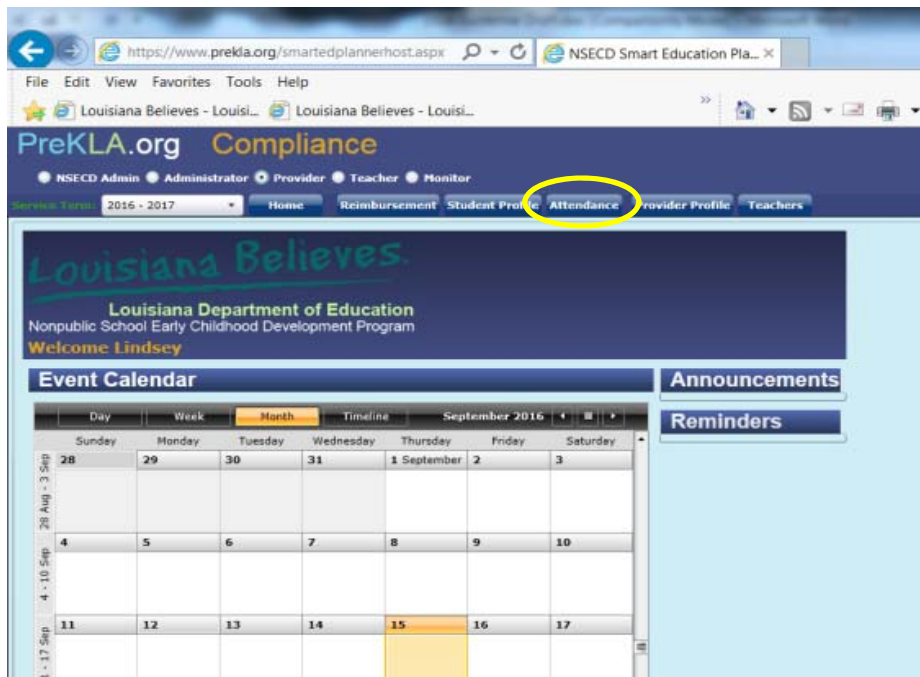 https://www.prekla.org/smartedplannerhost.aspx
NSECD Smart Education Pla... ×
File Edit View Favorites Tools Help
Louisiana Believes - Louisi... Louisiana Believes - Louisi...
PreKLA.org Compliance
NSECD Admin Administrator Provider Teacher Monitor
Service Term: 2016 - 2017 Home Reimbursement Student Profile Attendance Provider Profile Teachers
Louisiana Believes.
Louisiana Department of Education
Nonpublic School Early Childhood Development Program
Welcome Lindsey
Event Calendar Announcements
Reminders
Day Week Month Timeline September 2016
Sunday Monday Tuesday Wednesday Thursday Friday Saturday
28 Aug - 3 Sep
28 29 30 31 1 September 2 3
4 - 10 Sep
4 5 6 7 8 9 10
- 17 Sep
11 12 13 14 15 16 17